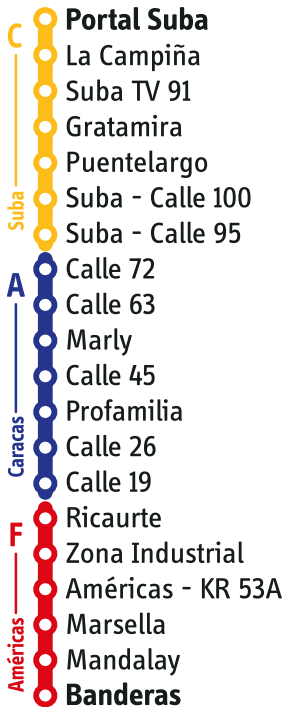 C
Suba
Portal Suba
La Campiña
Suba TV 91
Gratamira
Puentelargo
Suba - Calle 100
Suba - Calle 95
A
Caracas
Calle 72
Calle 63
Marly
Calle 45
Profamilia
Calle 26
Calle 19
F
Américas
Ricaurte
Zona Industrial
Américas - KR 53A
Marsella
Mandalay
Banderas